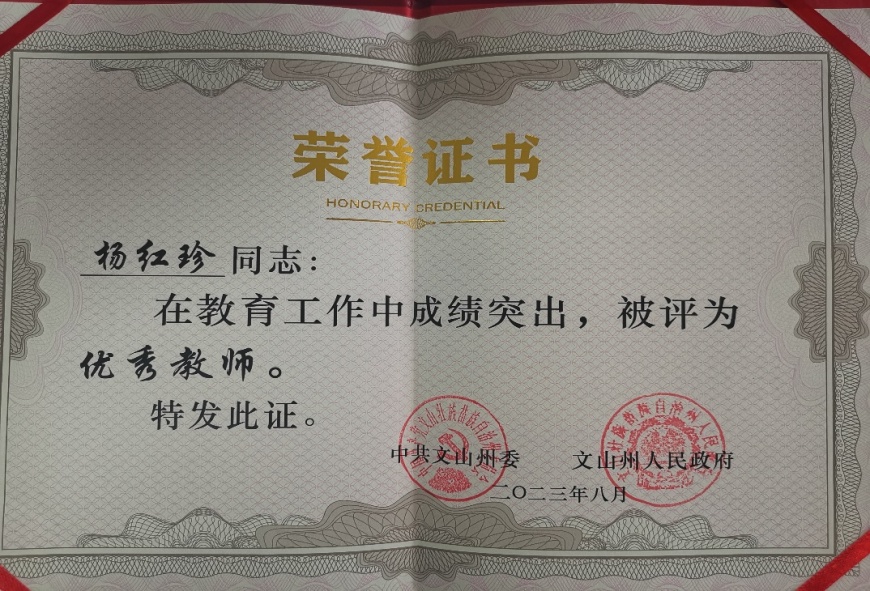 荣誉证书
HONORARY CREDENTIAL
杨红珍同志：
在教育工作中成绩突出，被评为
优秀教师。
特发此证。
中共文山州委 文山州人民政府
二〇二三年八月